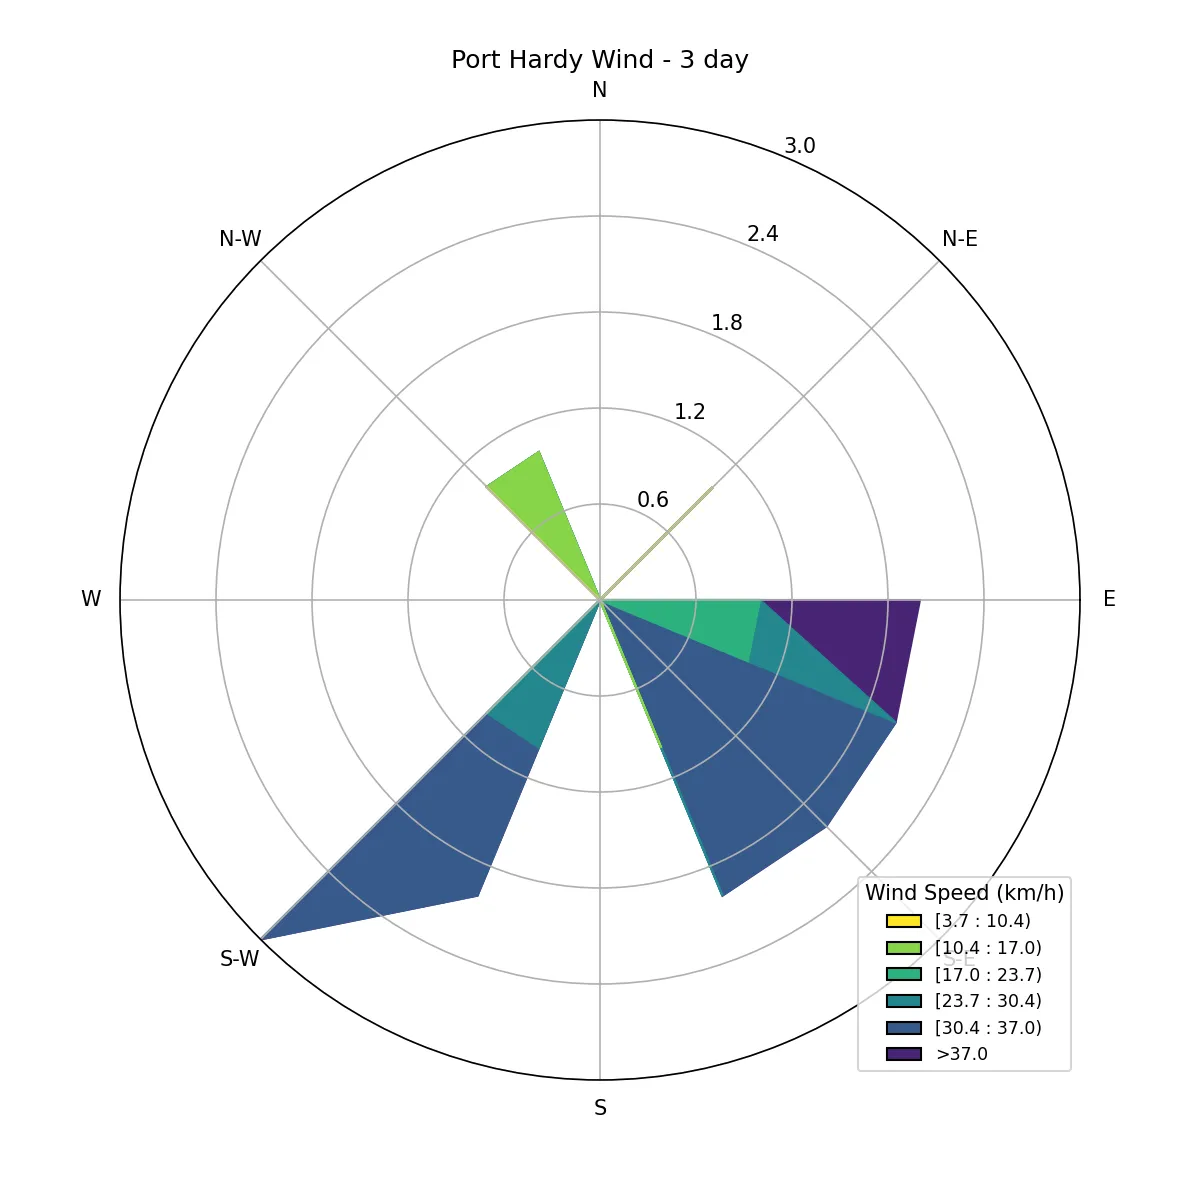 Port Hardy Wind - 3 day
N
3.0
N-W
N-E
2.4
1.8
1.2
0.6
W
E
Wind Speed (km/h)
[3.7 : 10.4)
[10.4 : 17.0)
S-W
S-E
[17.0 : 23.7)
[23.7 : 30.4)
[30.4 : 37.0)
>37.0
S